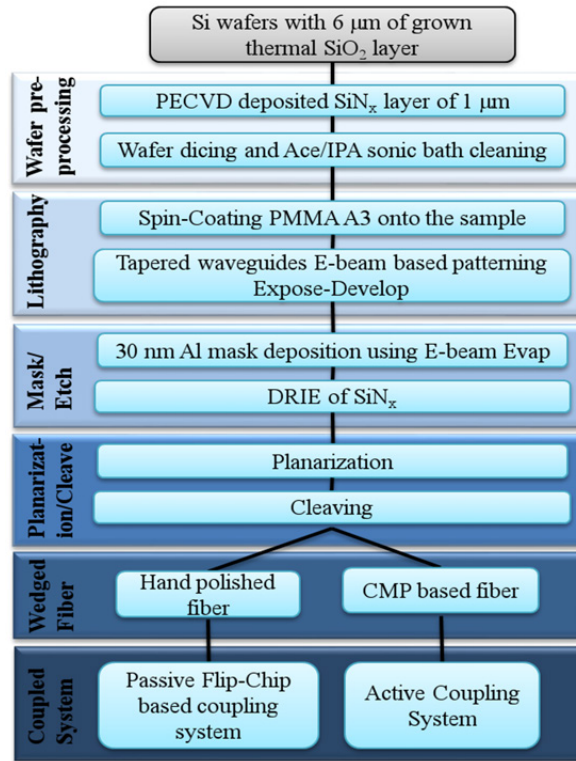 Si wafers with 6 μm of grown
thermal SiO₂ layer
Wafer pre-
processing
PECVD deposited SiNₓ layer of 1 μm
Wafer dicing and Ace/IPA sonic bath cleaning
Lithography
Spin-Coating PMMA A3 onto the sample
Tapered waveguides E-beam based patterning
Expose-Develop
Mask/
Etch
30 nm Al mask deposition using E-beam Evap
DRIE of SiNₓ
Planarizat-
ion/Cleave
Planarization
Cleaving
Wedged
Fiber
Hand polished
fiber
CMP based fiber
Coupled
System
Passive Flip-Chip
based coupling
system
Active Coupling
System